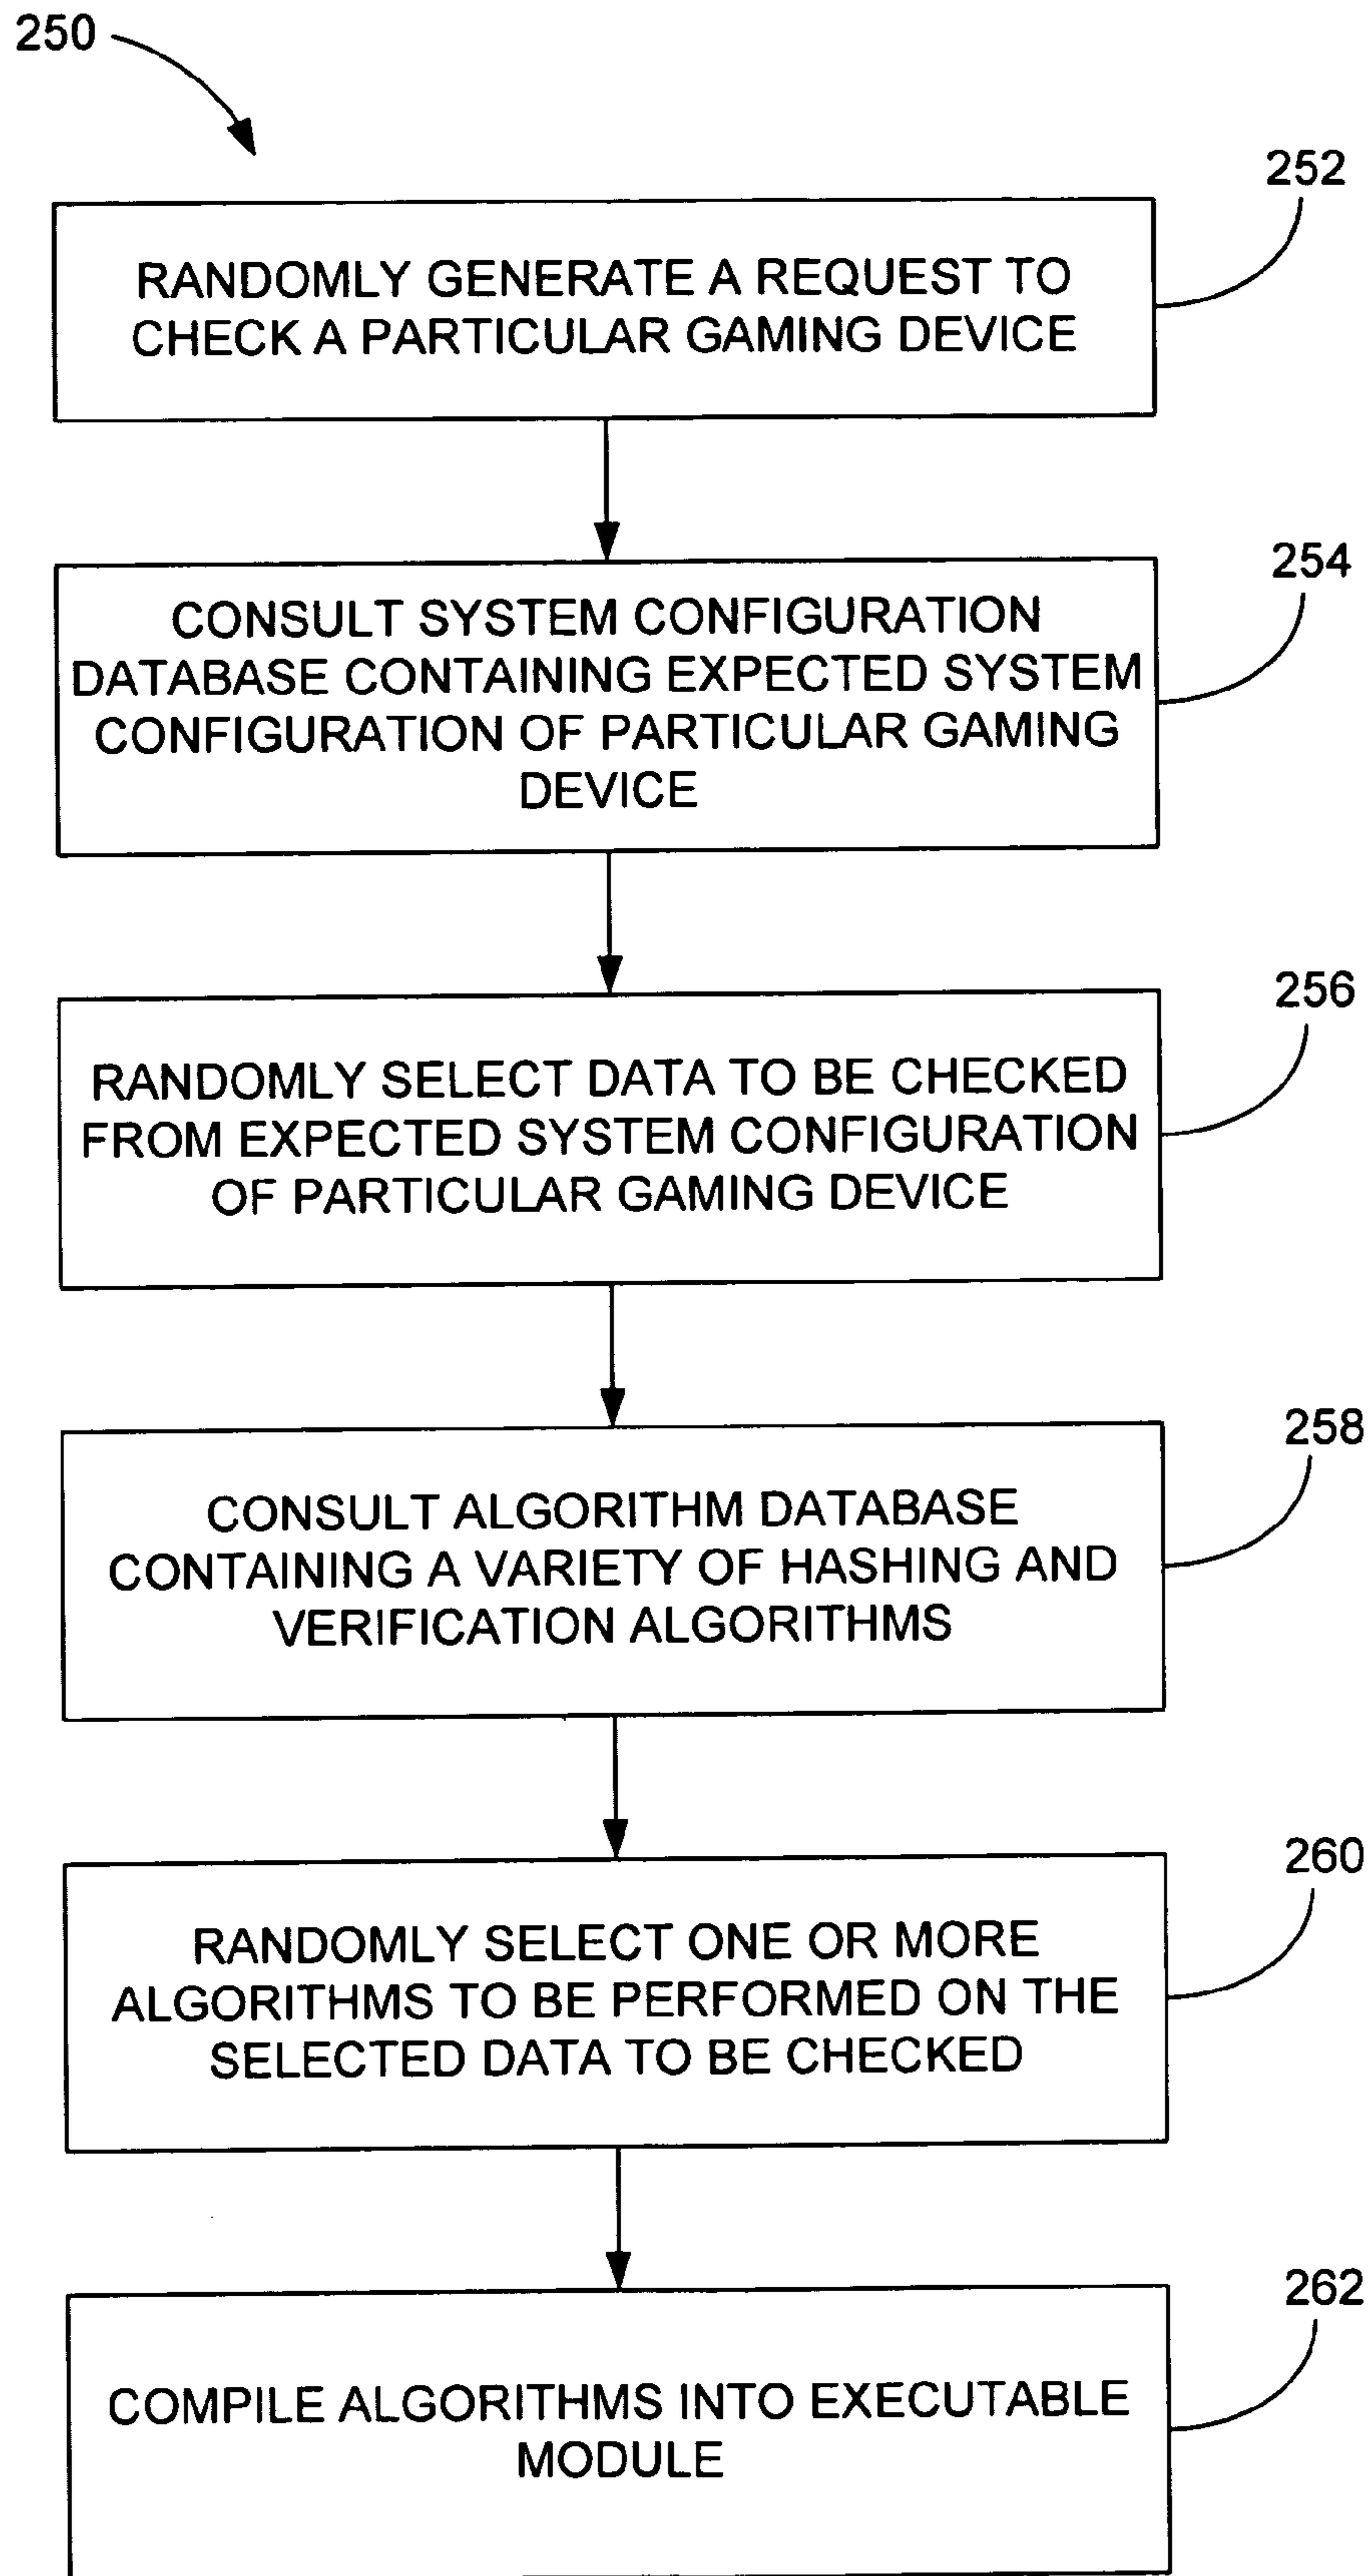 250
252
RANDOMLY GENERATE A REQUEST TO
CHECK A PARTICULAR GAMING DEVICE
254
CONSULT SYSTEM CONFIGURATION
DATABASE CONTAINING EXPECTED SYSTEM
CONFIGURATION OF PARTICULAR GAMING
DEVICE
256
RANDOMLY SELECT DATA TO BE CHECKED
FROM EXPECTED SYSTEM CONFIGURATION
OF PARTICULAR GAMING DEVICE
258
CONSULT ALGORITHM DATABASE
CONTAINING A VARIETY OF HASHING AND
VERIFICATION ALGORITHMS
260
RANDOMLY SELECT ONE OR MORE
ALGORITHMS TO BE PERFORMED ON THE
SELECTED DATA TO BE CHECKED
262
COMPILE ALGORITHMS INTO EXECUTABLE
MODULE